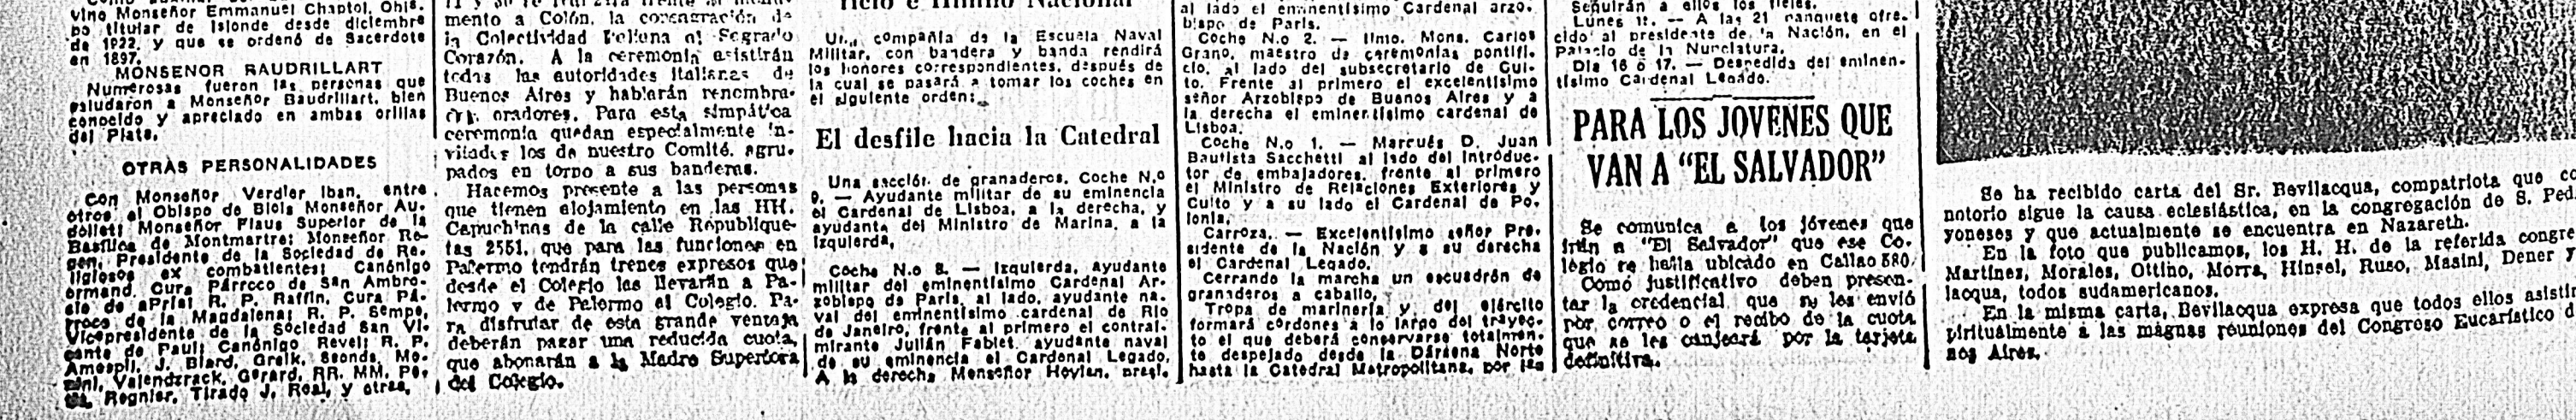 vino Monseñor Emmanuel Chaptol, Obis.
po titular de Islonde desde diciembre
de 1922, y que se ordenó de Sacerdote
en 1897.
MONSENOR BAUDRILLART
Numerosas fueron las personas que
saludaron a Monseñor Baudrillart, bien
conocido y apreciado en ambas orillas
del Plata.
OTRAS PERSONALIDADES
Con Monseñor Verdier iban, entre
otros el Obispo de Blois Monseñor Au-
dollet; Monseñor Plaus Superior de la
Basílica de Montmartre; Monseñor Re-
gen, Presidente de la Sociedad de Re-
ligiosos ex combatientes; Canónigo
ormand, Cura Párroco de San Ambro-
R. P. Raffin, Cura Pá-
rroco de la Magdalena; R. P. Sempe,
Vicepresidente de la Sociedad San Vi-
cente de Paul; Canónigo Revel; R. P.
J. Blard,
Gerard, RR. MM.
Regnier, Tirado J. Real, y otras.
mento a Colón, la consagración de
la Colectividad Italiana al Sagrado
Corazón. A la ceremonia asistirán
todas las autoridades italianas de
Buenos Aires y hablarán renombra-
oradores. Para esta simpática
ceremonia quedan especialmente in-
vitados los de nuestro Comité, agru-
pados en torno a sus banderas.
Hacemos presente a las personas
que tienen alojamiento en las HH.
Capuchinas de la calle Republique-
tas 2551, que para las funciones en
Palermo tendrán trenes expresos que
desde el Colegio las llevarán a Pa-
lermo y de Palermo al Colegio. Pa-
ra disfrutar de esta grande ventaja
deberán pagar una reducida cuota,
que abonarán a la Madre Superiora
del Colegio.
Himno Nacional
Una compañía de la Escuela Naval
Militar, con bandera y banda rendirá
los honores correspondientes, después de
la cual se pasará a tomar los coches en
el siguiente orden:
El desfile hacia la Catedral
Una sección de granaderos. Coche N.o
9. — Ayudante militar de su eminencia
el Cardenal de Lisboa, a la derecha, y
ayudante del Ministro de Marina, a la
izquierda,
Coche N.o 8. — Izquierda, ayudante
militar del eminentísimo Cardenal Ar-
zobispo de París, al lado, ayudante na-
val del eminentísimo cardenal de Rio
de Janeiro, frente al primero el contral-
mirante Julián Fablet, ayudante naval
de su eminencia el Cardenal Legado,
A la derecha Monseñor
al lado el eminentísimo Cardenal arzo.
bispo de París.
Coche N.o 2. — Ilmo. Mons. Carlos
Grano, maestro de ceremonias pontifi-
cio, al lado del subsecretario de Cul-
to. Frente al primero el excelentísimo
señor Arzobispo de Buenos Aires y a
la derecha el eminentísimo cardenal de
Lisboa.
Coche N.o 1. — Marqués D. Juan
Bautista Sacchetti al lado del Introduc-
tor de embajadores, frente al primero
el Ministro de Relaciones Exteriores y
Culto y a su lado el Cardenal de Po-
lonia.
Carroza. — Excelentísimo señor Pre-
sidente de la Nación y a su derecha
el Cardenal Legado.
Cerrando la marcha un escuadrón de
granaderos a caballo,
Tropa de marinería y del ejército
formará cordones a lo largo del trayec-
to el que deberá conservarse totalmen-
te despejado desde la Dársena Norte
hasta la Catedral Metropolitana, por las
Seguirán a ellos los fieles.
Lunes — A las 21 banquete ofre-
cido al presidente de la Nación, en el
Palacio de la Nunciatura.
Dia 16 ó 17. — Despedida del eminen-
tísimo Cardenal Legado.
PARA LOS JOVENES QUE
VAN A "EL SALVADOR"
Se comunica a los jóvenes que
irán a "El Salvador" que ese Co-
legio se halla ubicado en Callao 580.
Como justificativo deben presen-
tar la credencial que se les envió
por correo o el recibo de la cuota
que se les canjeará por la tarjeta
definitiva.
Se ha recibido carta del Sr. Bevilacqua, compatriota que co
notorio sigue la causa eclesiástica, en la congregación de S. Ped
yoneses y que actualmente se encuentra en Nazareth.
En la foto que publicamos, los H. H. de la referida congre
Martínez, Morales, Ottino, Morra, Hinsel, Ruso, Masini, Dener y
lacqua, todos sudamericanos.
En la misma carta, Bevilacqua expresa que todos ellos asistir
piritualmente a las magnas reuniones del Congreso Eucarístico d
nos Aires.